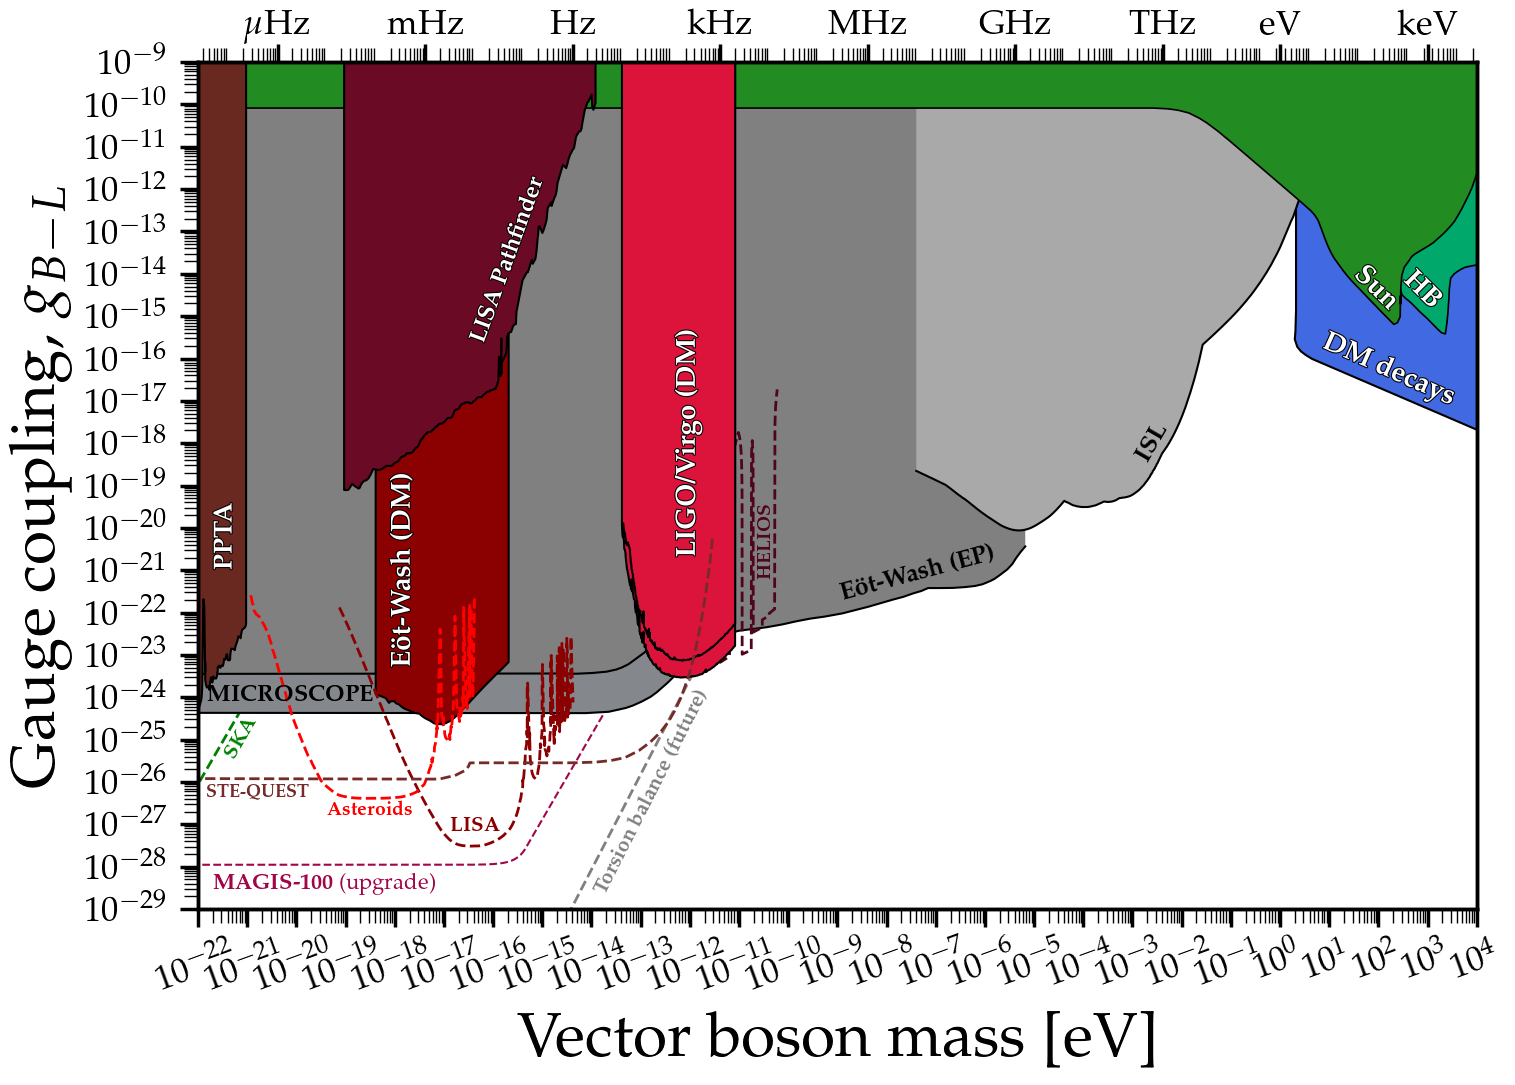 μHz mHz Hz kHz MHz GHz THz eV keV
10⁻⁹
10⁻¹⁰
10⁻¹¹
10⁻¹²
10⁻¹³
10⁻¹⁴
10⁻¹⁵
10⁻¹⁶
10⁻¹⁷
10⁻¹⁸
10⁻¹⁹
10⁻²⁰
10⁻²¹
10⁻²²
10⁻²³
10⁻²⁴
10⁻²⁵
10⁻²⁶
10⁻²⁷
10⁻²⁸
10⁻²⁹
Gauge coupling, g_{B−L}
PPTA
LISA Pathfinder
Eöt-Wash (DM)
LIGO/Virgo (DM)
HELIOS
Eöt-Wash (EP)
ISL
Sun
HB
DM decays
MICROSCOPE
SKA
STE-QUEST
Asteroids
LISA
MAGIS-100 (upgrade)
Torsion balance (future)
10⁻²² 10⁻²¹ 10⁻²⁰ 10⁻¹⁹ 10⁻¹⁸ 10⁻¹⁷ 10⁻¹⁶ 10⁻¹⁵ 10⁻¹⁴ 10⁻¹³ 10⁻¹² 10⁻¹¹ 10⁻¹⁰ 10⁻⁹ 10⁻⁸ 10⁻⁷ 10⁻⁶ 10⁻⁵ 10⁻⁴ 10⁻³ 10⁻² 10⁻¹ 10⁰ 10¹ 10² 10³ 10⁴
Vector boson mass [eV]